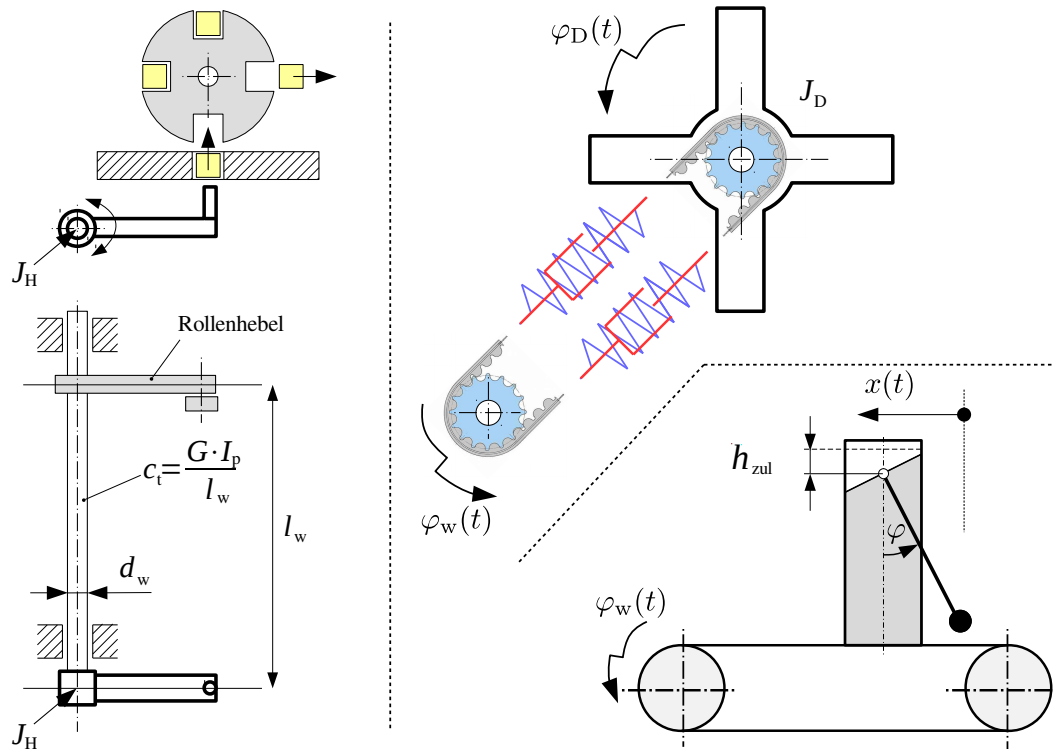 J_H
Rollenhebel
c_t = G·I_p / l_w
l_w
d_w
J_H
φ_D(t)
J_D
φ_w(t)
x(t)
h_zul
φ
φ_w(t)